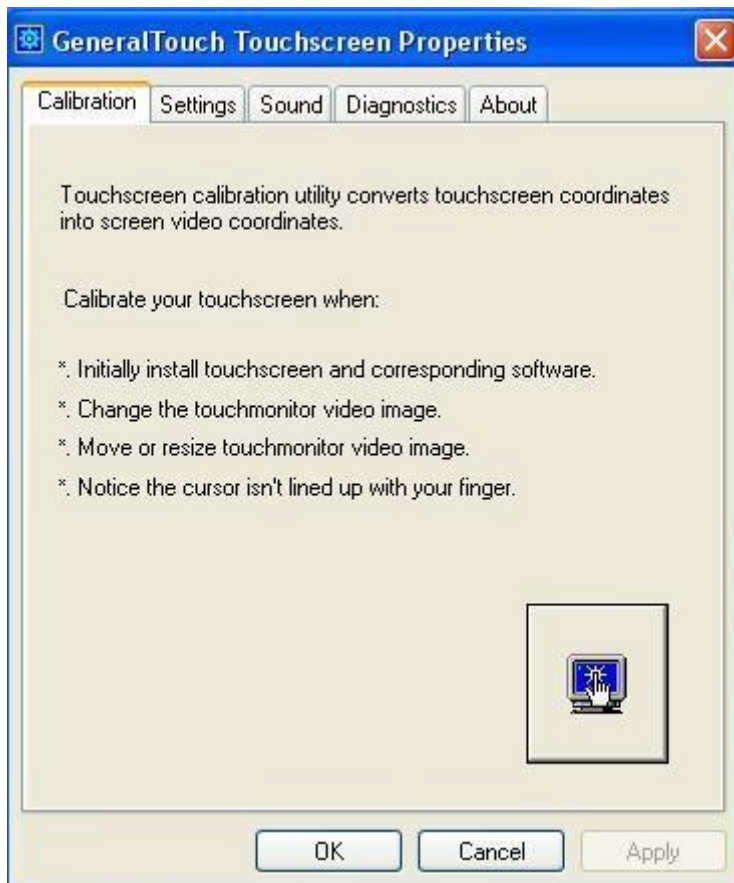 GeneralTouch Touchscreen Properties
Calibration Settings Sound Diagnostics About
Touchscreen calibration utility converts touchscreen coordinates
into screen video coordinates.
Calibrate your touchscreen when:
*. Initially install touchscreen and corresponding software.
*. Change the touchmonitor video image.
*. Move or resize touchmonitor video image.
*. Notice the cursor isn't lined up with your finger.
OK Cancel Apply